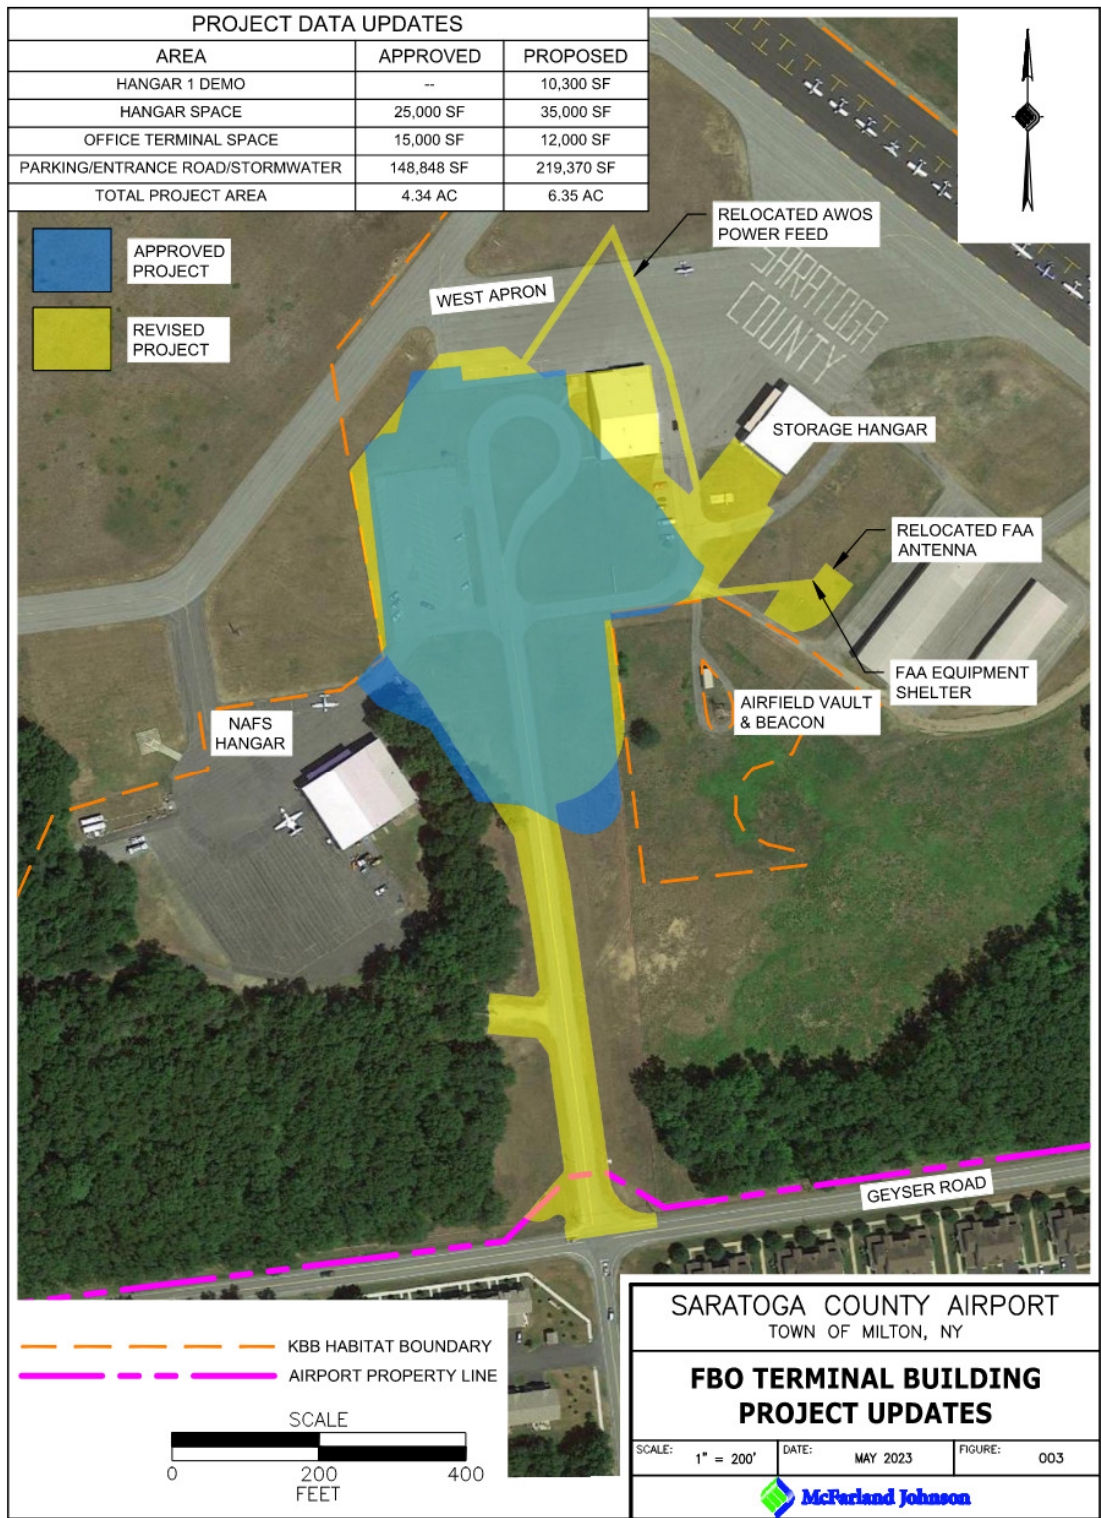 PROJECT DATA UPDATES
AREA APPROVED PROPOSED
HANGAR 1 DEMO -- 10,300 SF
HANGAR SPACE 25,000 SF 35,000 SF
OFFICE TERMINAL SPACE 15,000 SF 12,000 SF
PARKING/ENTRANCE ROAD/STORMWATER 148,848 SF 219,370 SF
TOTAL PROJECT AREA 4.34 AC 6.35 AC
APPROVED
PROJECT
REVISED
PROJECT
RELOCATED AWOS
POWER FEED
WEST APRON
SARATOGA
COUNTY
STORAGE HANGAR
RELOCATED FAA
ANTENNA
FAA EQUIPMENT
SHELTER
AIRFIELD VAULT
& BEACON
NAFS
HANGAR
GEYSER ROAD
KBB HABITAT BOUNDARY
AIRPORT PROPERTY LINE
SCALE
0 200 400
FEET
SARATOGA COUNTY AIRPORT
TOWN OF MILTON, NY
FBO TERMINAL BUILDING
PROJECT UPDATES
SCALE: 1" = 200' DATE: MAY 2023 FIGURE: 003
McFarland Johnson